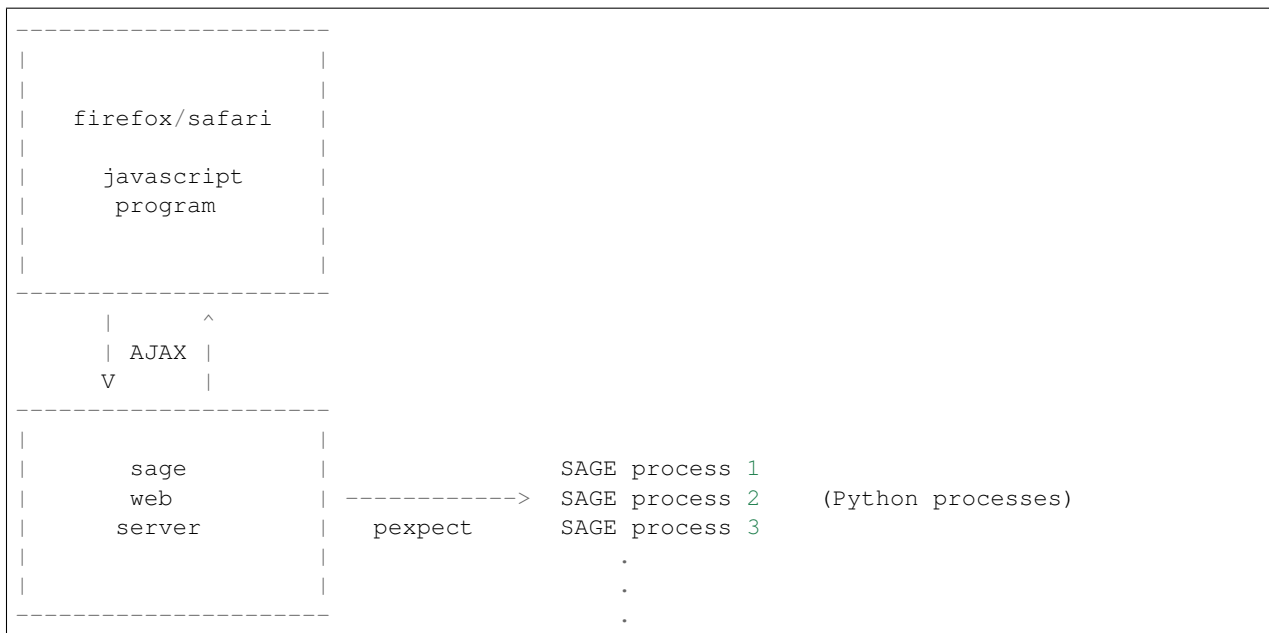 ----------------------
|                    |
|                    |
|   firefox/safari   |
|                    |
|     javascript     |
|      program       |
|                    |
|                    |
----------------------
      |      ^
      | AJAX |
      V      |
----------------------
|                    |
|       sage         |                SAGE process 1
|       web          | ------------>  SAGE process 2    (Python processes)
|      server        |   pexpect      SAGE process 3
|                    |                    .
|                    |                    .
----------------------                    .